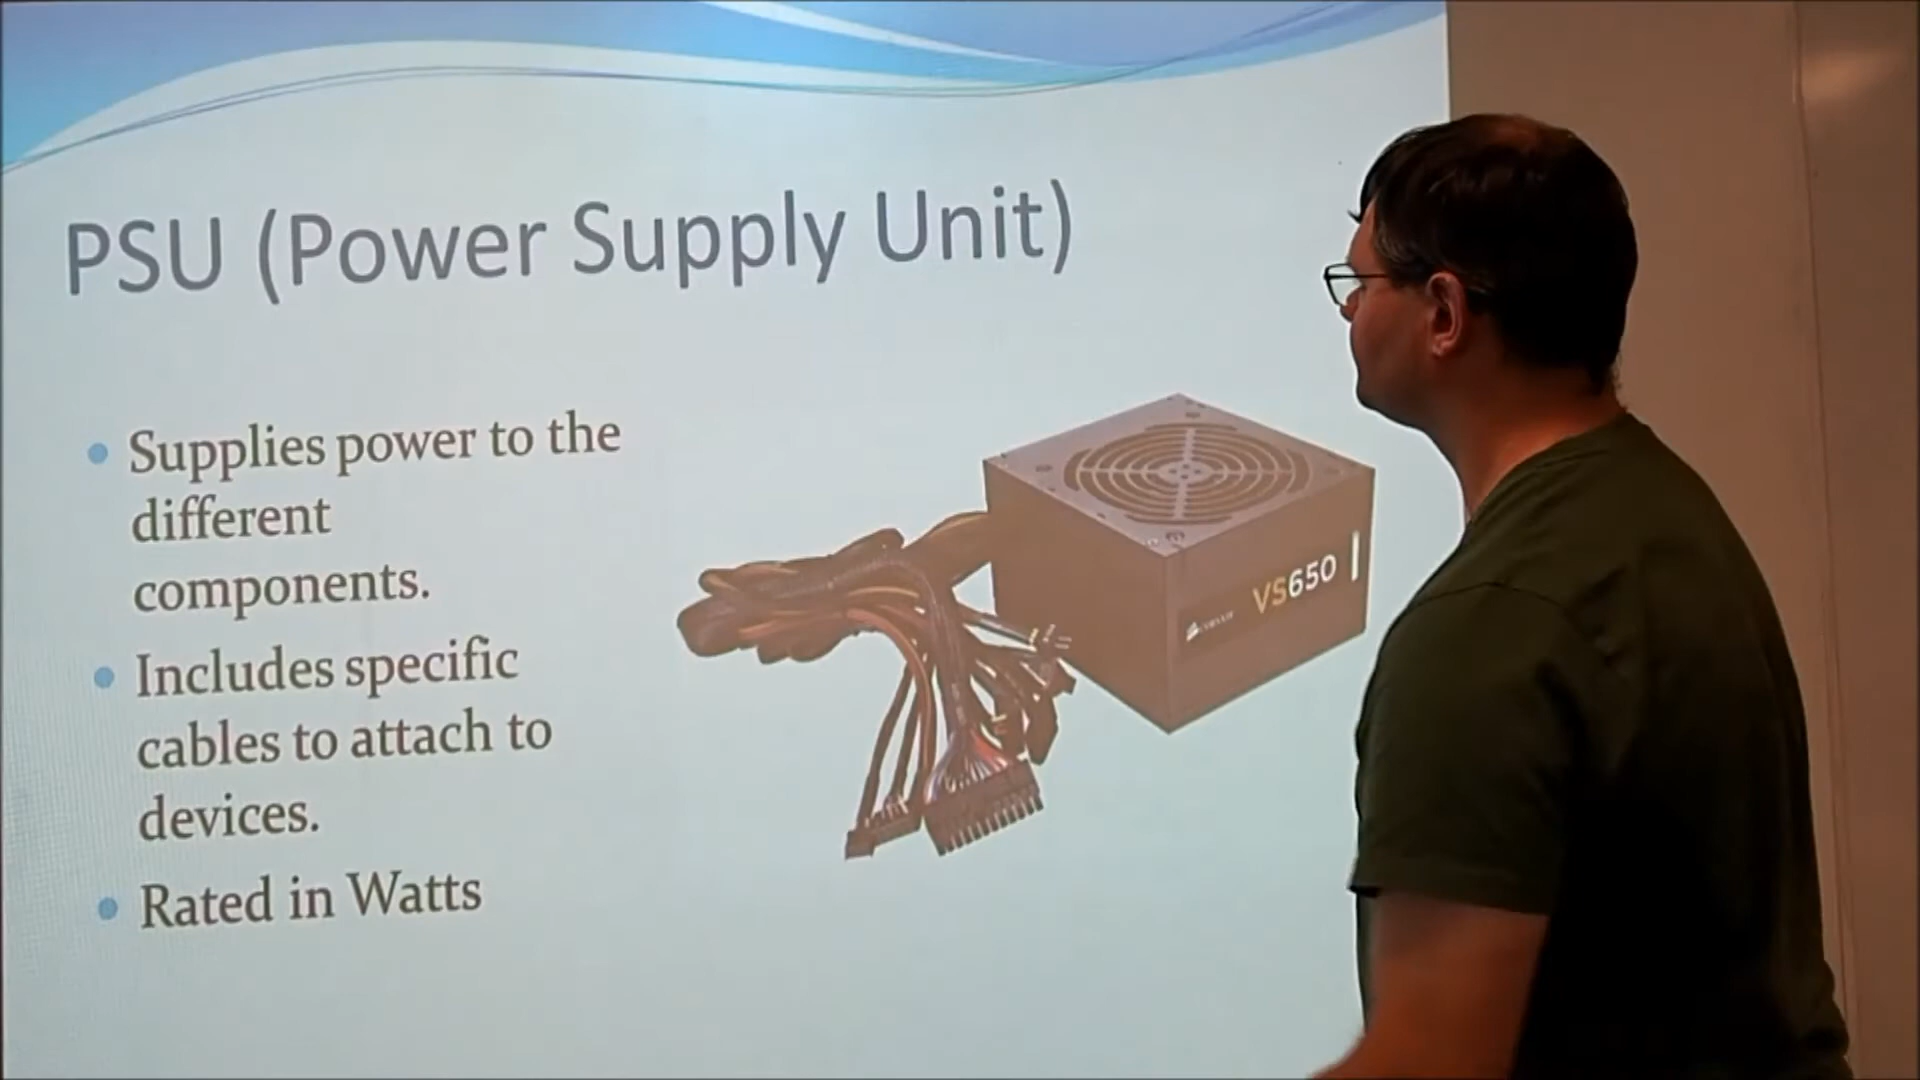 PSU (Power Supply Unit)
Supplies power to the
different
components.
Includes specific
cables to attach to
devices.
Rated in Watts
VS650
CORSAIR